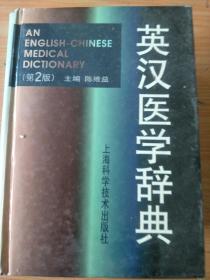 AN
ENGLISH-CHINESE
MEDICAL
DICTIONARY
(第2版) 主编 陈维益
英汉医学辞典
上海科学技术出版社